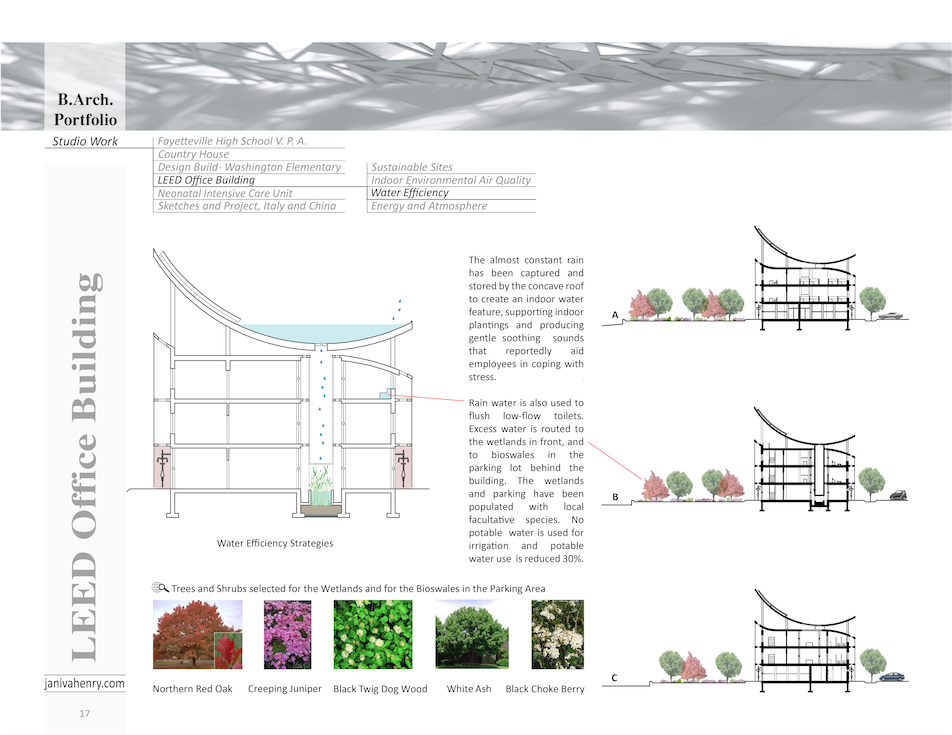 B.Arch.
Portfolio
Studio Work
Fayetteville High School V. P. A.
Country House
Design Build- Washington Elementary
LEED Office Building
Neonatal Intensive Care Unit
Sketches and Project, Italy and China
Sustainable Sites
Indoor Environmental Air Quality
Water Efficiency
Energy and Atmosphere
LEED Office Building
The almost constant rain
has been captured and
stored by the concave roof
to create an indoor water
feature, supporting indoor
plantings and producing
gentle soothing sounds
that reportedly aid
employees in coping with
stress.
Rain water is also used to
flush low-flow toilets.
Excess water is routed to
the wetlands in front, and
to bioswales in the
parking lot behind the
building. The wetlands
and parking have been
populated with local
facultative species. No
potable water is used for
irrigation and potable
water use is reduced 30%.
A
B
C
Water Efficiency Strategies
Trees and Shrubs selected for the Wetlands and for the Bioswales in the Parking Area
Northern Red Oak
Creeping Juniper
Black Twig Dog Wood
White Ash
Black Choke Berry
janivahenry.com
17